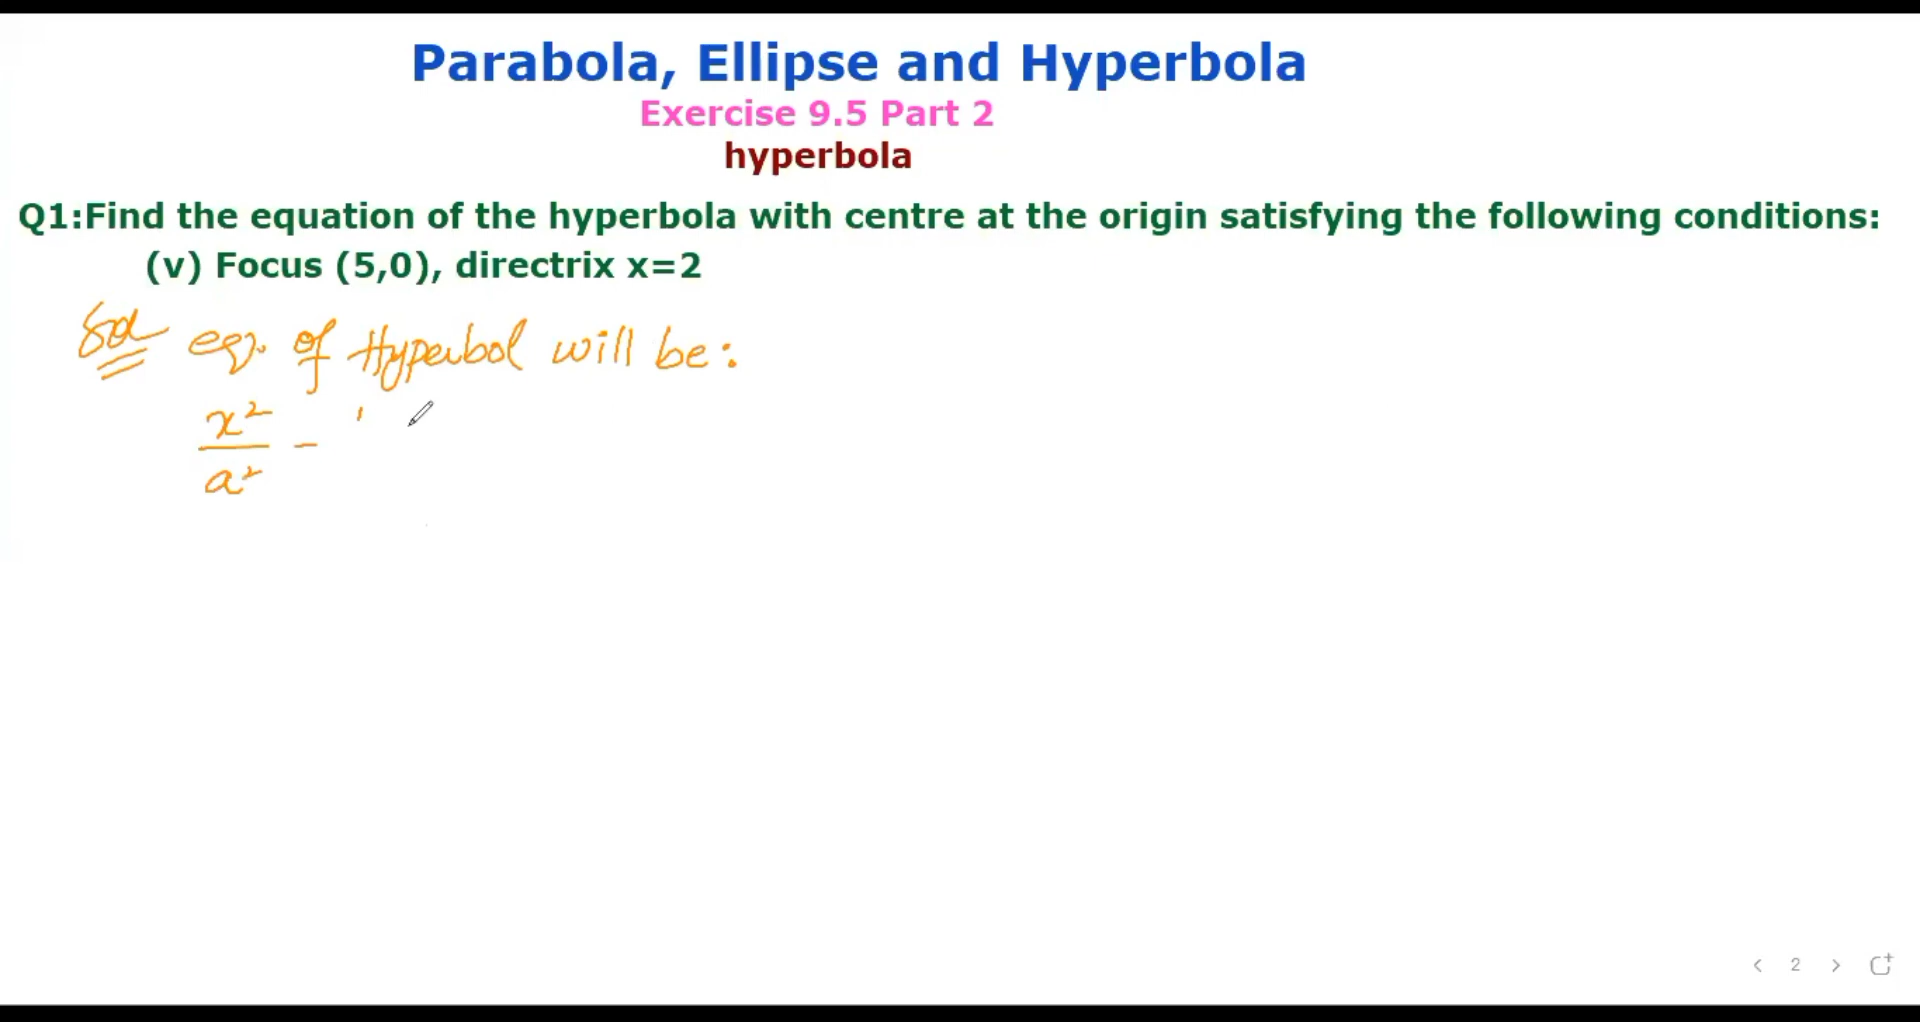 Parabola, Ellipse and Hyperbola
Exercise 9.5 Part 2
hyperbola
Q1:Find the equation of the hyperbola with centre at the origin satisfying the following conditions:
(v) Focus (5,0), directrix x=2
Sol eq. of Hyperbol will be:
x²
—
a² -
2